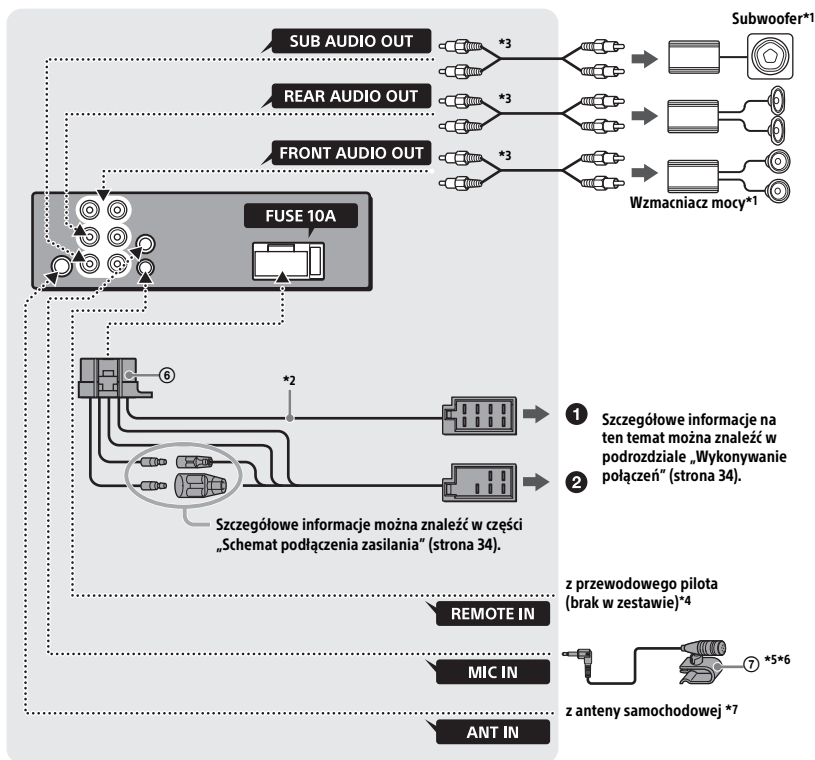 Subwoofer*1
SUB AUDIO OUT
*3
REAR AUDIO OUT
*3
FRONT AUDIO OUT
*3
Wzmacniacz mocy*1
FUSE 10A
⑥
*2
❶
Szczegółowe informacje na
ten temat można znaleźć w
podrozdziale „Wykonywanie
połączeń” (strona 34).
❷
Szczegółowe informacje można znaleźć w części
„Schemat podłączenia zasilania” (strona 34).
z przewodowego pilota
(brak w zestawie)*4
REMOTE IN
⑦ *5*6
MIC IN
z anteny samochodowej *7
ANT IN